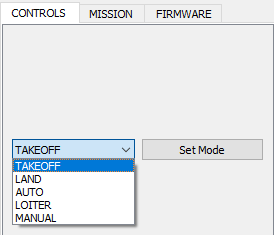 CONTROLS MISSION FIRMWARE
TAKEOFF Set Mode
TAKEOFF
LAND
AUTO
LOITER
MANUAL